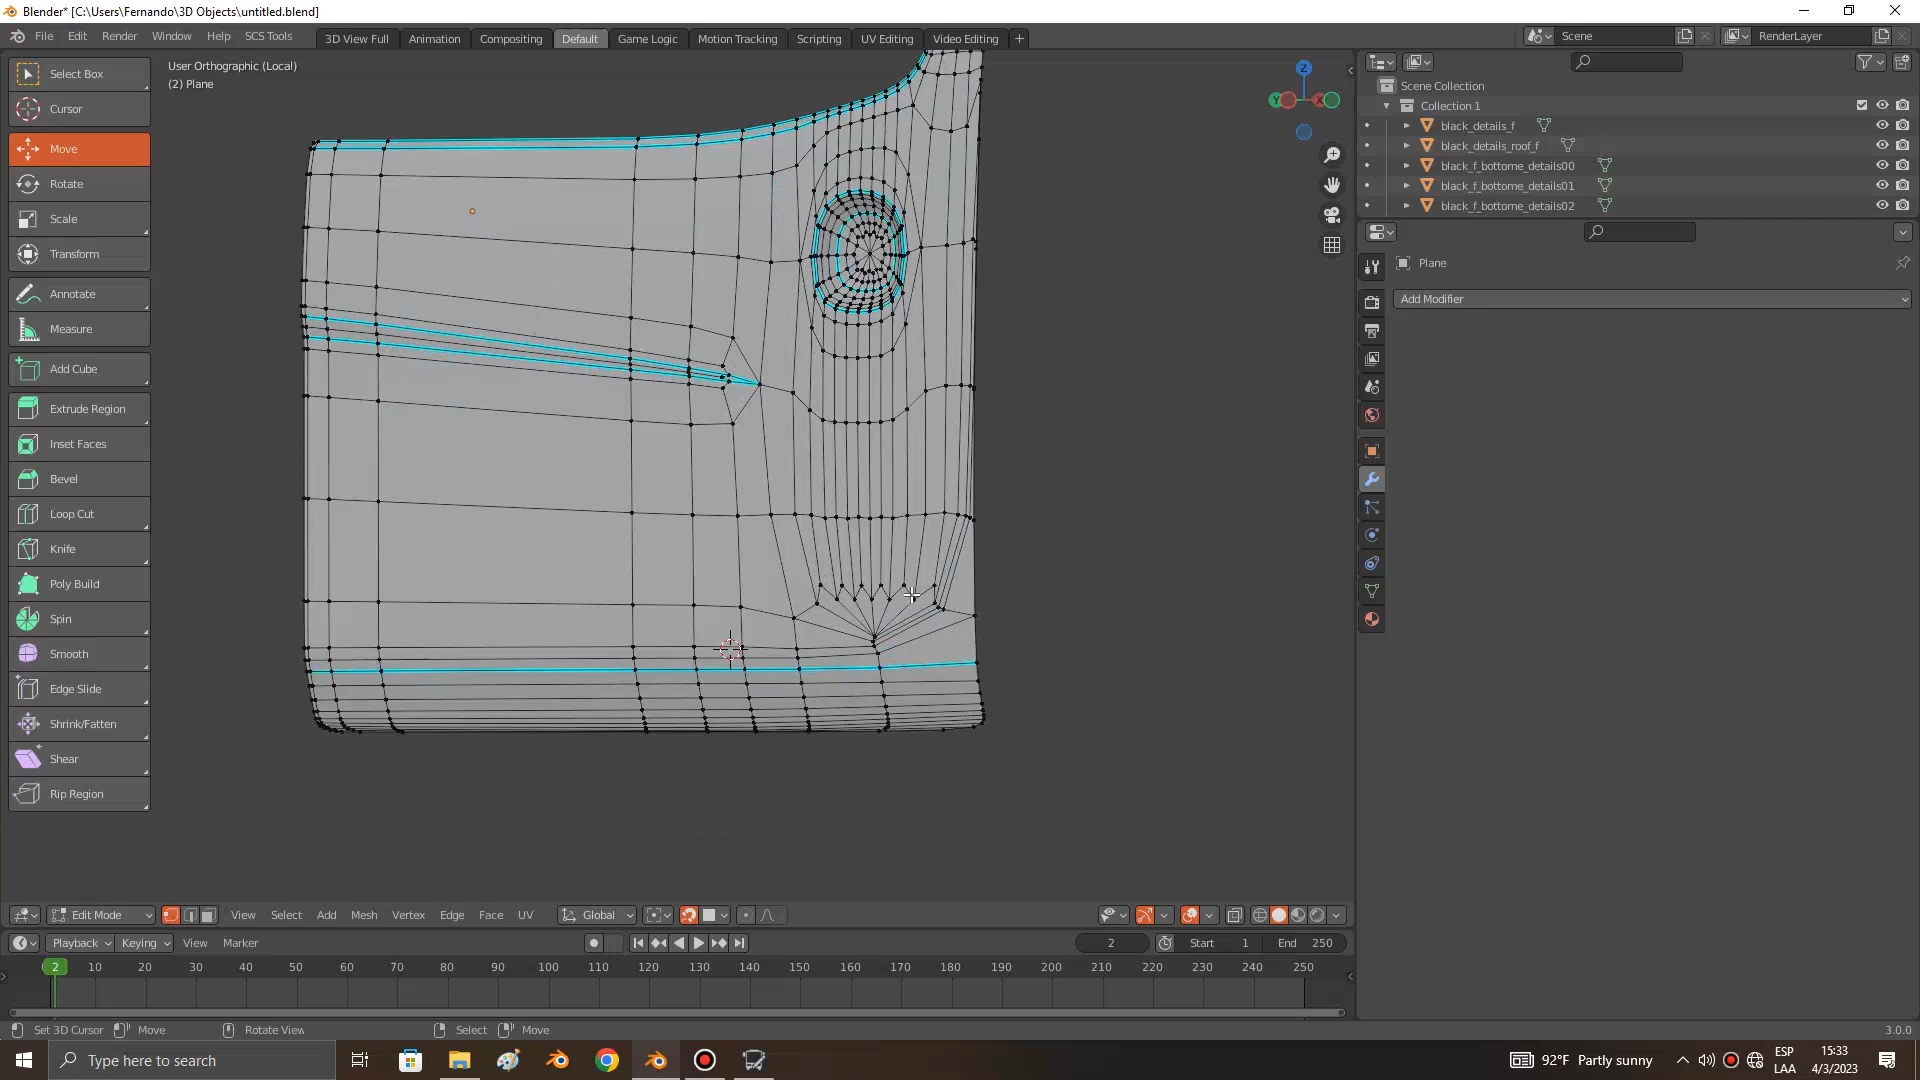 Blender* [C:\Users\Fernando\3D Objects\untitled.blend]
File Edit Render Window Help SCS Tools 3D View Full Animation Compositing Default Game Logic Motion Tracking Scripting UV Editing Video Editing + Scene RenderLayer
User Orthographic (Local)
(2) Plane
Select Box
Cursor
Move
Rotate
Scale
Transform
Annotate
Measure
Add Cube
Extrude Region
Inset Faces
Bevel
Loop Cut
Knife
Poly Build
Spin
Smooth
Edge Slide
Shrink/Fatten
Shear
Rip Region
Z
Y X
Scene Collection
Collection 1
black_details_f
black_details_roof_f
black_f_bottome_details00
black_f_bottome_details01
black_f_bottome_details02
Plane
Add Modifier
Edit Mode View Select Add Mesh Vertex Edge Face UV Global
Playback Keying View Marker 2 Start 1 End 250
2 10 20 30 40 50 60 70 80 90 100 110 120 130 140 150 160 170 180 190 200 210 220 230 240 250
Set 3D Cursor Move Rotate View Select Move 3.0.0
Type here to search 92°F Partly sunny ESP LAA 15:33 4/3/2023